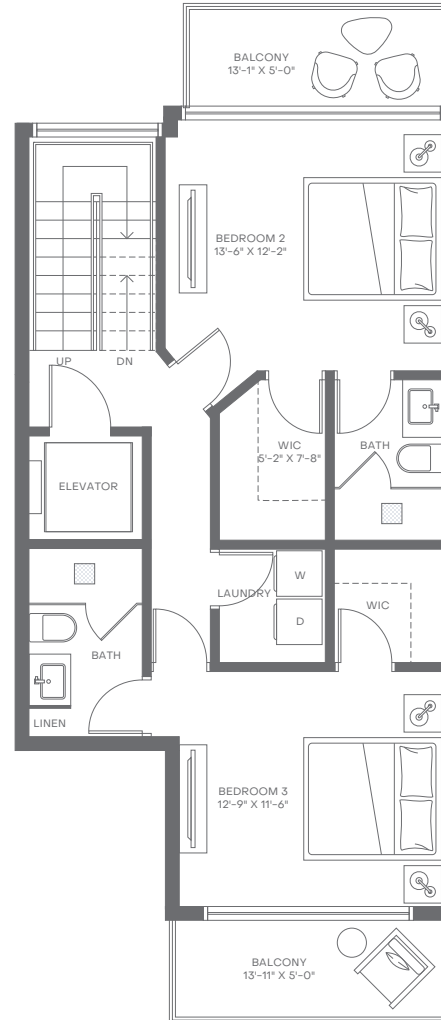 BALCONY
13'-1" X 5'-0"
BEDROOM 2
13'-6" X 12'-2"
UP
DN
WIC
5'-2" X 7'-8"
BATH
ELEVATOR
W
LAUNDRY
D
WIC
BATH
LINEN
BEDROOM 3
12'-9" X 11'-6"
BALCONY
13'-11" X 5'-0"